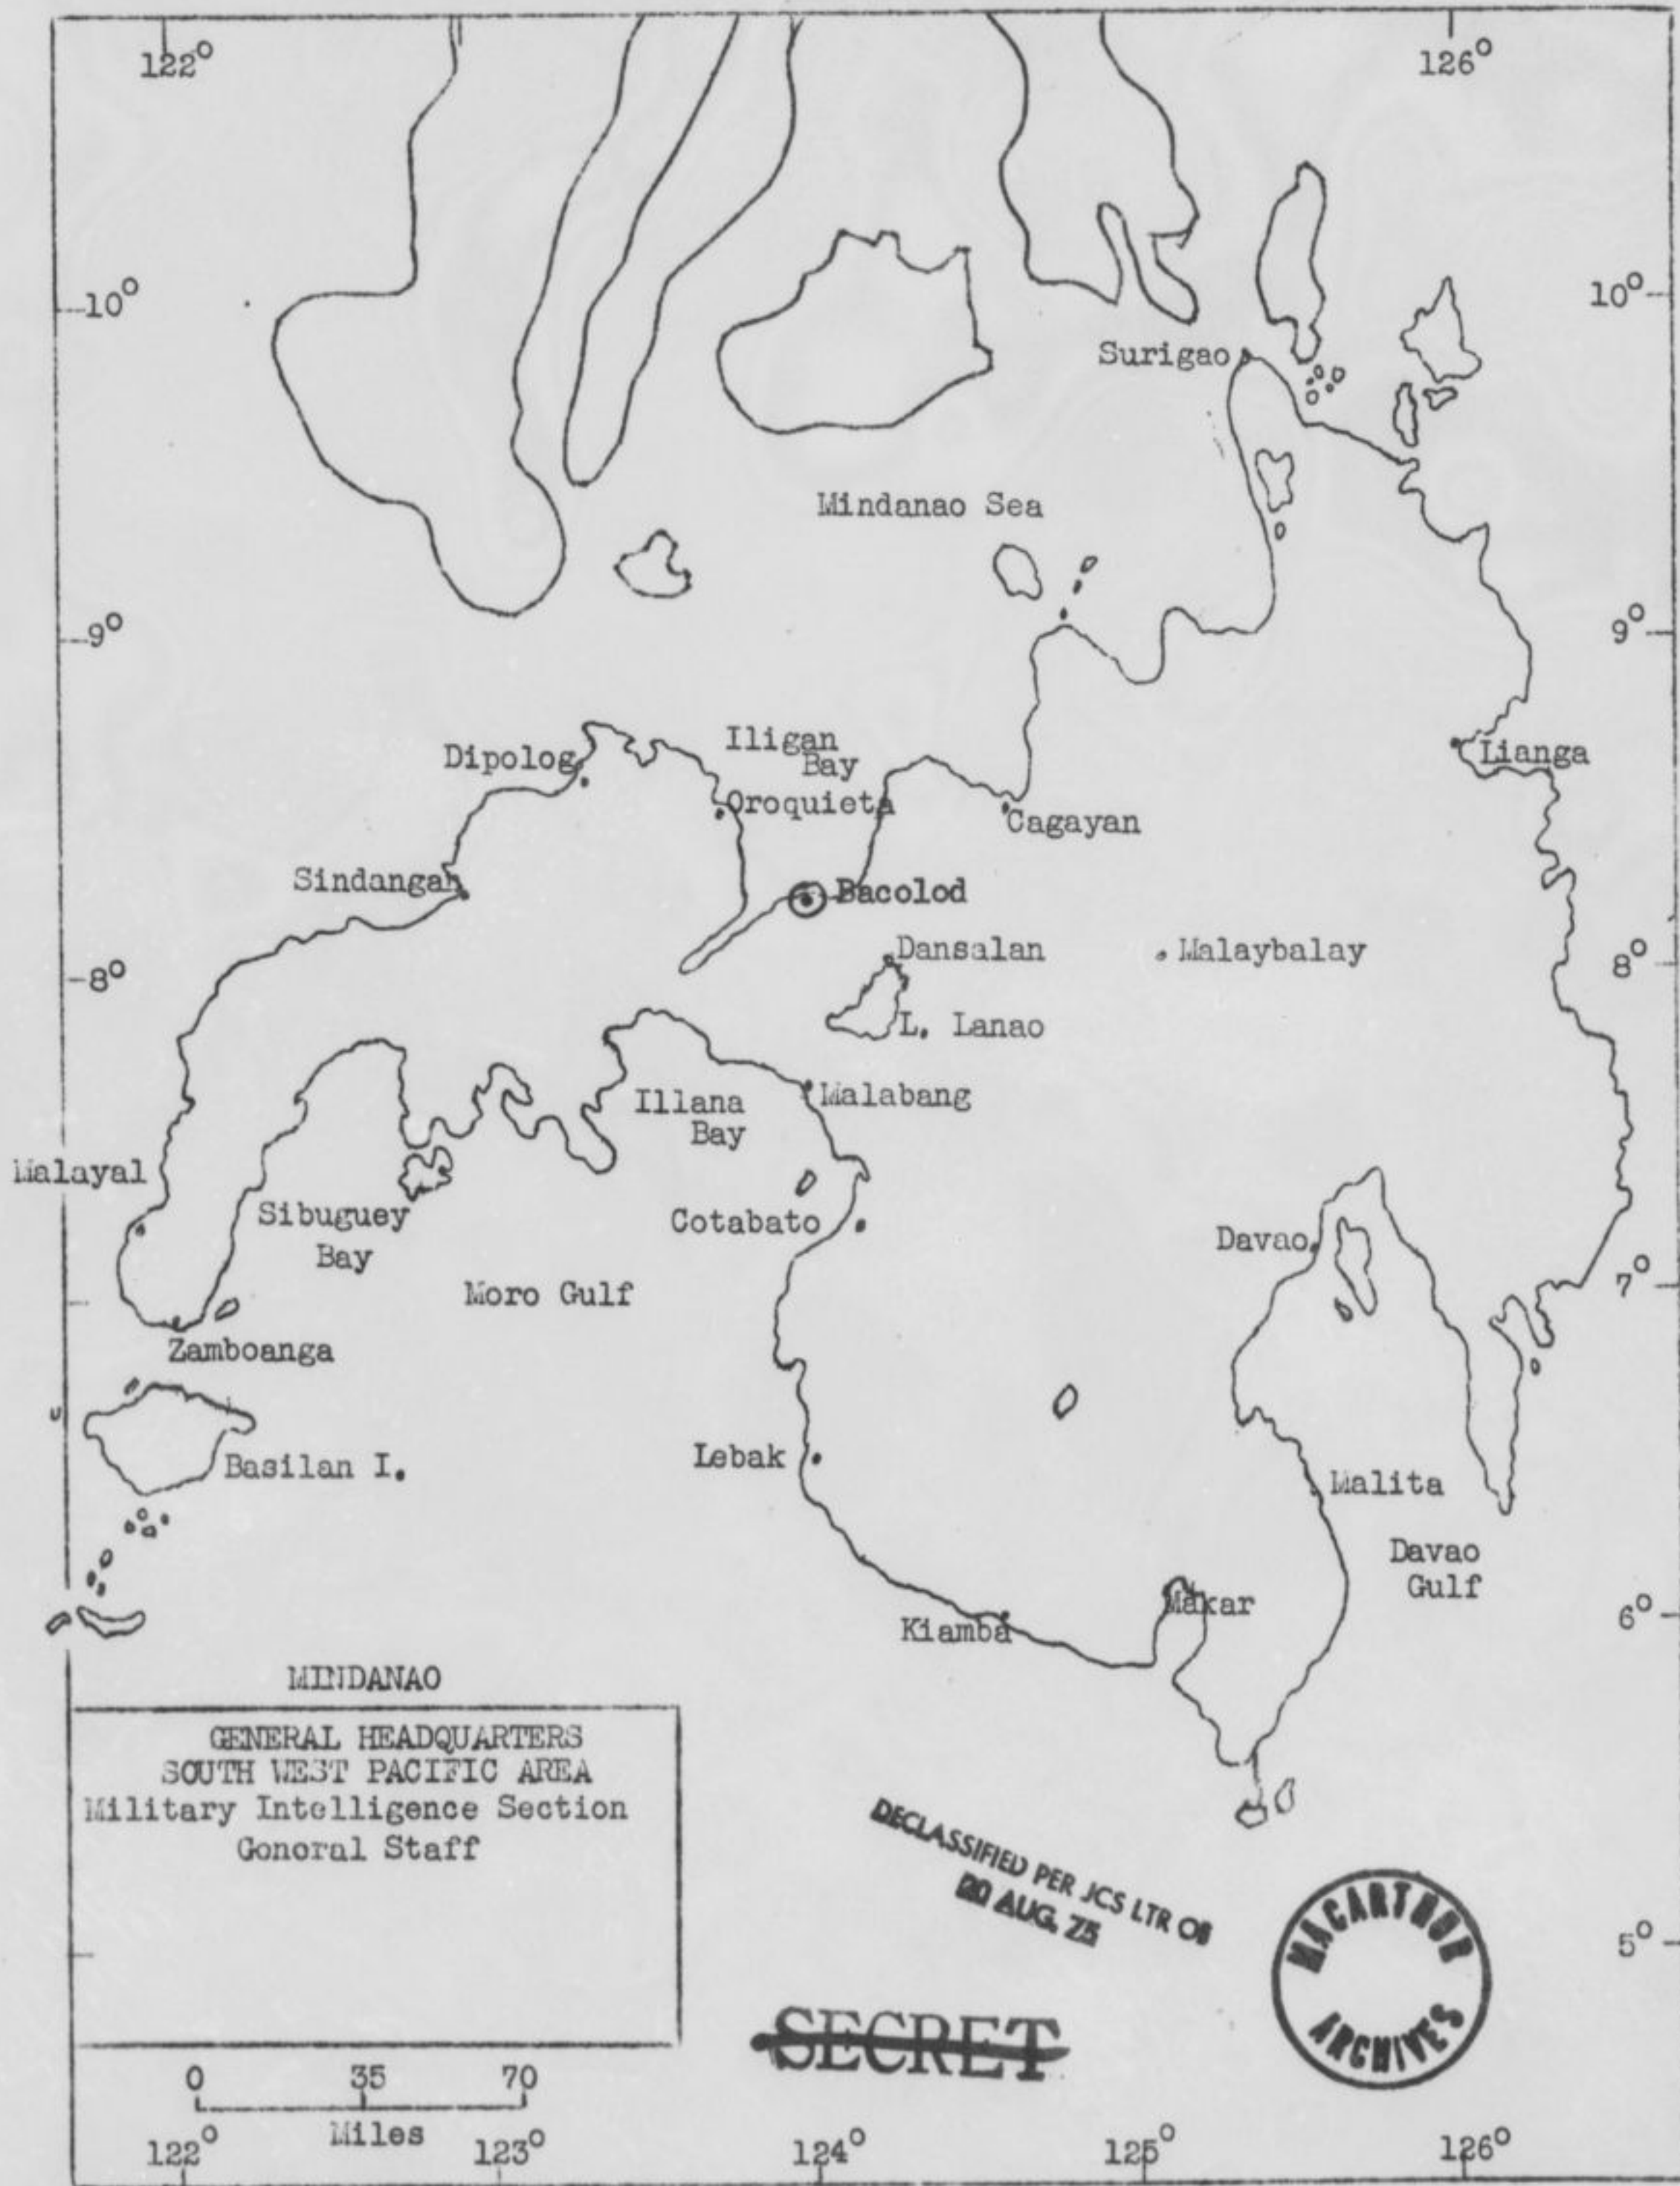 122°
126°
10°
10°
Surigao
Mindanao Sea
9°
9°
Dipolog
Iligan
Bay
Lianga
Oroquieta
Cagayan
Sindangan
Bacolod
Dansalan
Malaybalay
8°
8°
L. Lanao
Illana
Bay
Malabang
Malayal
Sibuguey
Bay
Cotabato
Davao
Moro Gulf
7°
Zamboanga
Basilan I.
Lebak
Malita
Davao
Gulf
Makar
6°
Kiamba
MINDANAO
GENERAL HEADQUARTERS
SOUTH WEST PACIFIC AREA
Military Intelligence Section
Gonoral Staff
DECLASSIFIED PER JCS LTR OF
20 AUG. 75
MACARTHUR
ARCHIVES
5°
SECRET
0 35 70
Miles
122° 123° 124° 125° 126°